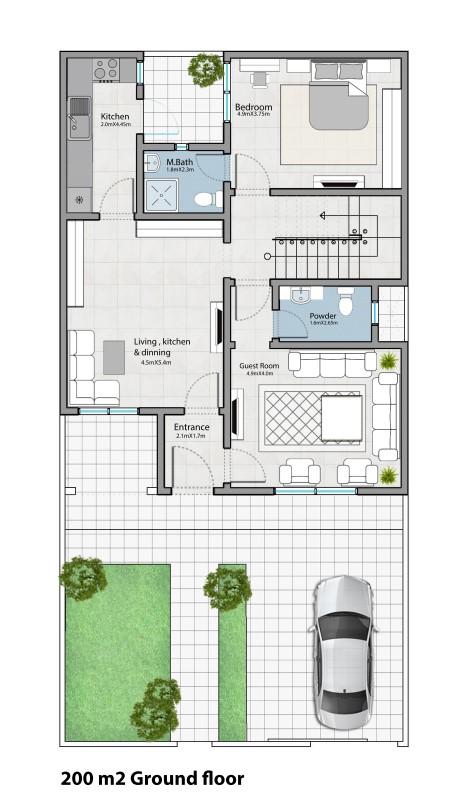 Kitchen
2.0mX4.45m
Bedroom
4.9mX3.75m
M.Bath
1.8mX2.3m
Powder
1.6mX2.65m
Living , kitchen
& dinning
4.5mX5.4m
Guest Room
4.9mX4.0m
Entrance
2.1mX1.7m
200 m2 Ground floor